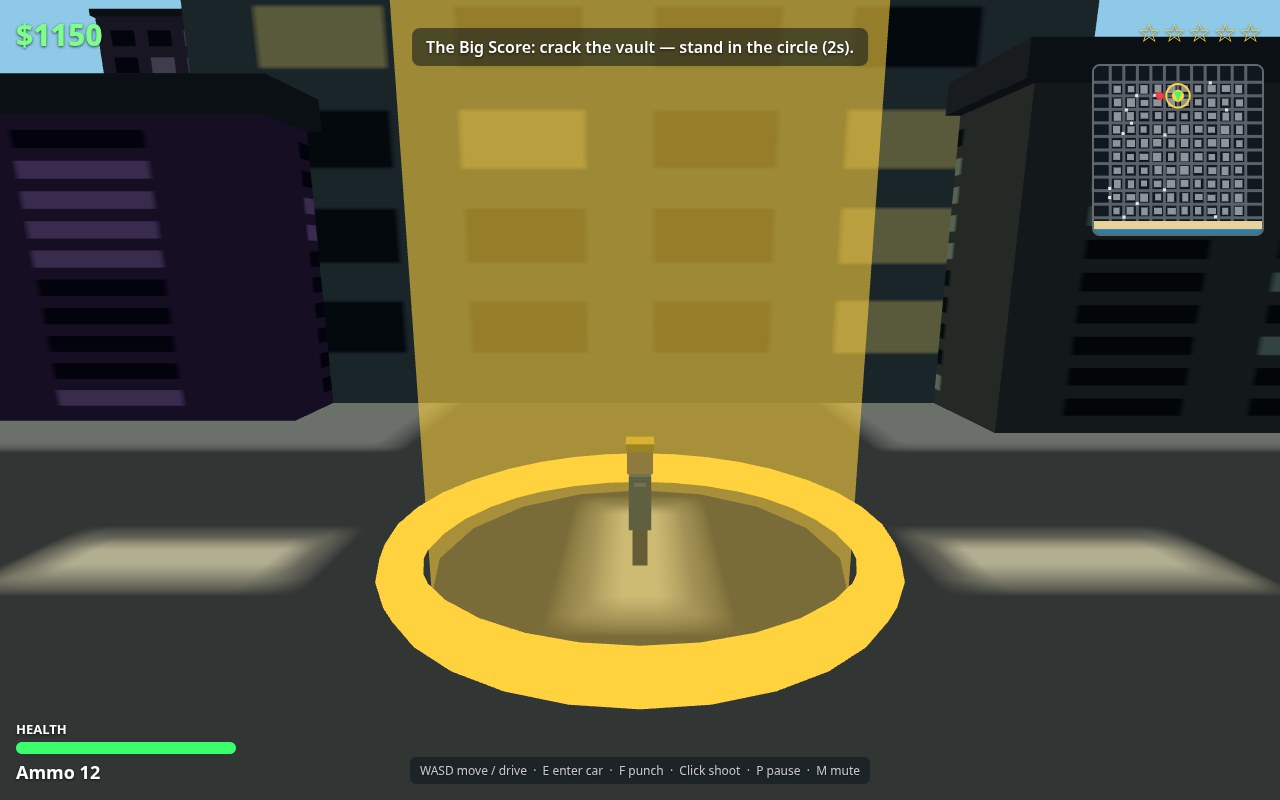 $1150
The Big Score: crack the vault — stand in the circle (2s).
HEALTH
Ammo 12
WASD move / drive · E enter car · F punch · Click shoot · P pause · M mute